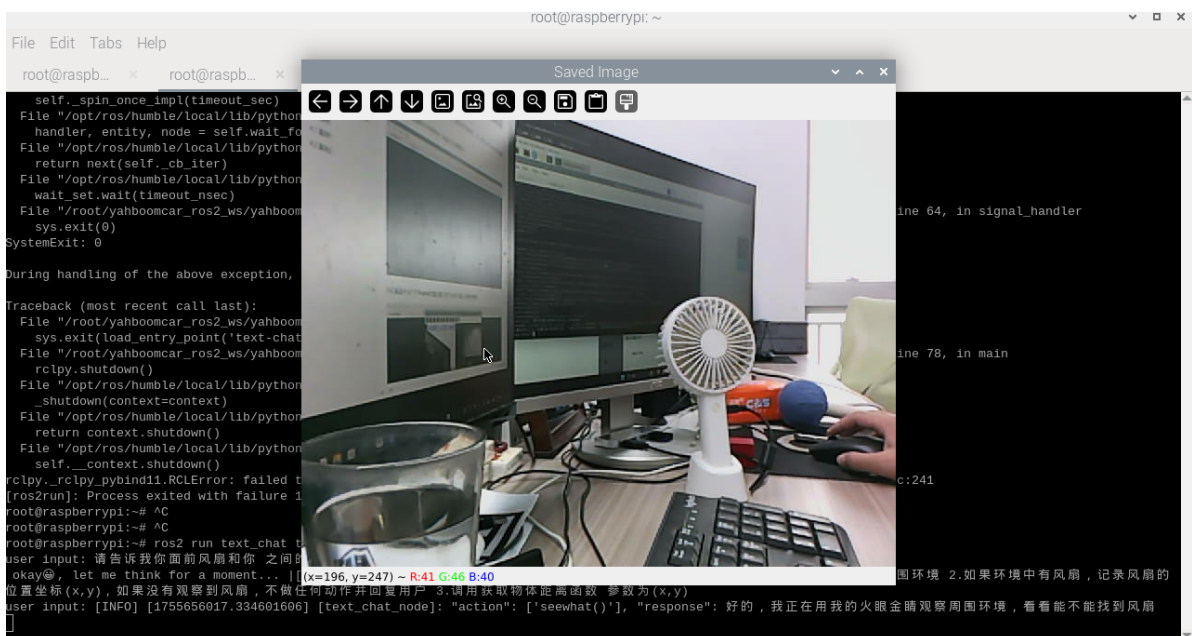 root@raspberrypi: ~
File Edit Tabs Help
root@raspb... × root@raspb... ×
Saved Image
self._spin_once_impl(timeout_sec)
File "/opt/ros/humble/local/lib/python
handler, entity, node = self.wait_fo
File "/opt/ros/humble/local/lib/python
return next(self._cb_iter)
File "/opt/ros/humble/local/lib/python
wait_set.wait(timeout_nsec)
File "/root/yahboomcar_ros2_ws/yahboom ine 64, in signal_handler
sys.exit(0)
SystemExit: 0
During handling of the above exception,
Traceback (most recent call last):
File "/root/yahboomcar_ros2_ws/yahboom
sys.exit(load_entry_point('text-chat
File "/root/yahboomcar_ros2_ws/yahboom ine 78, in main
rclpy.shutdown()
File "/opt/ros/humble/local/lib/python
_shutdown(context=context)
File "/opt/ros/humble/local/lib/python
return context.shutdown()
File "/opt/ros/humble/local/lib/python
self.__context.shutdown()
rclpy._rclpy_pybind11.RCLError: failed t c:241
[ros2run]: Process exited with failure 1
root@raspberrypi:~# ^C
root@raspberrypi:~# ^C
root@raspberrypi:~# ros2 run text_chat t
user input: 请告诉我你面前风扇和你 之间的
okay😀, let me think for a moment... |[ 围环境 2.如果环境中有风扇，记录风扇的
(x=196, y=247) ~ R:41 G:46 B:40
位置坐标(x,y)，如果没有观察到风扇，不做任何动作并回复用户 3.调用获取物体距离函数 参数为(x,y)
user input: [INFO] [1755656017.334601606] [text_chat_node]: "action": ['seewhat()'], "response": 好的，我正在用我的火眼金睛观察周围环境，看看能不能找到风扇
C&S